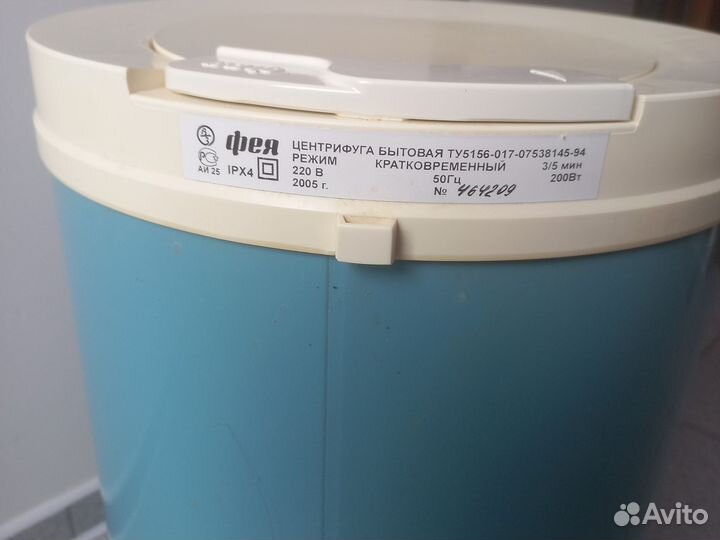 фея ЦЕНТРИФУГА БЫТОВАЯ ТУ5156-017-07538145-94
РЕЖИМ КРАТКОВРЕМЕННЫЙ 3/5 мин
АИ 25 IPX4 220 В 50Гц 200Вт
2005 г. № 464209
Avito